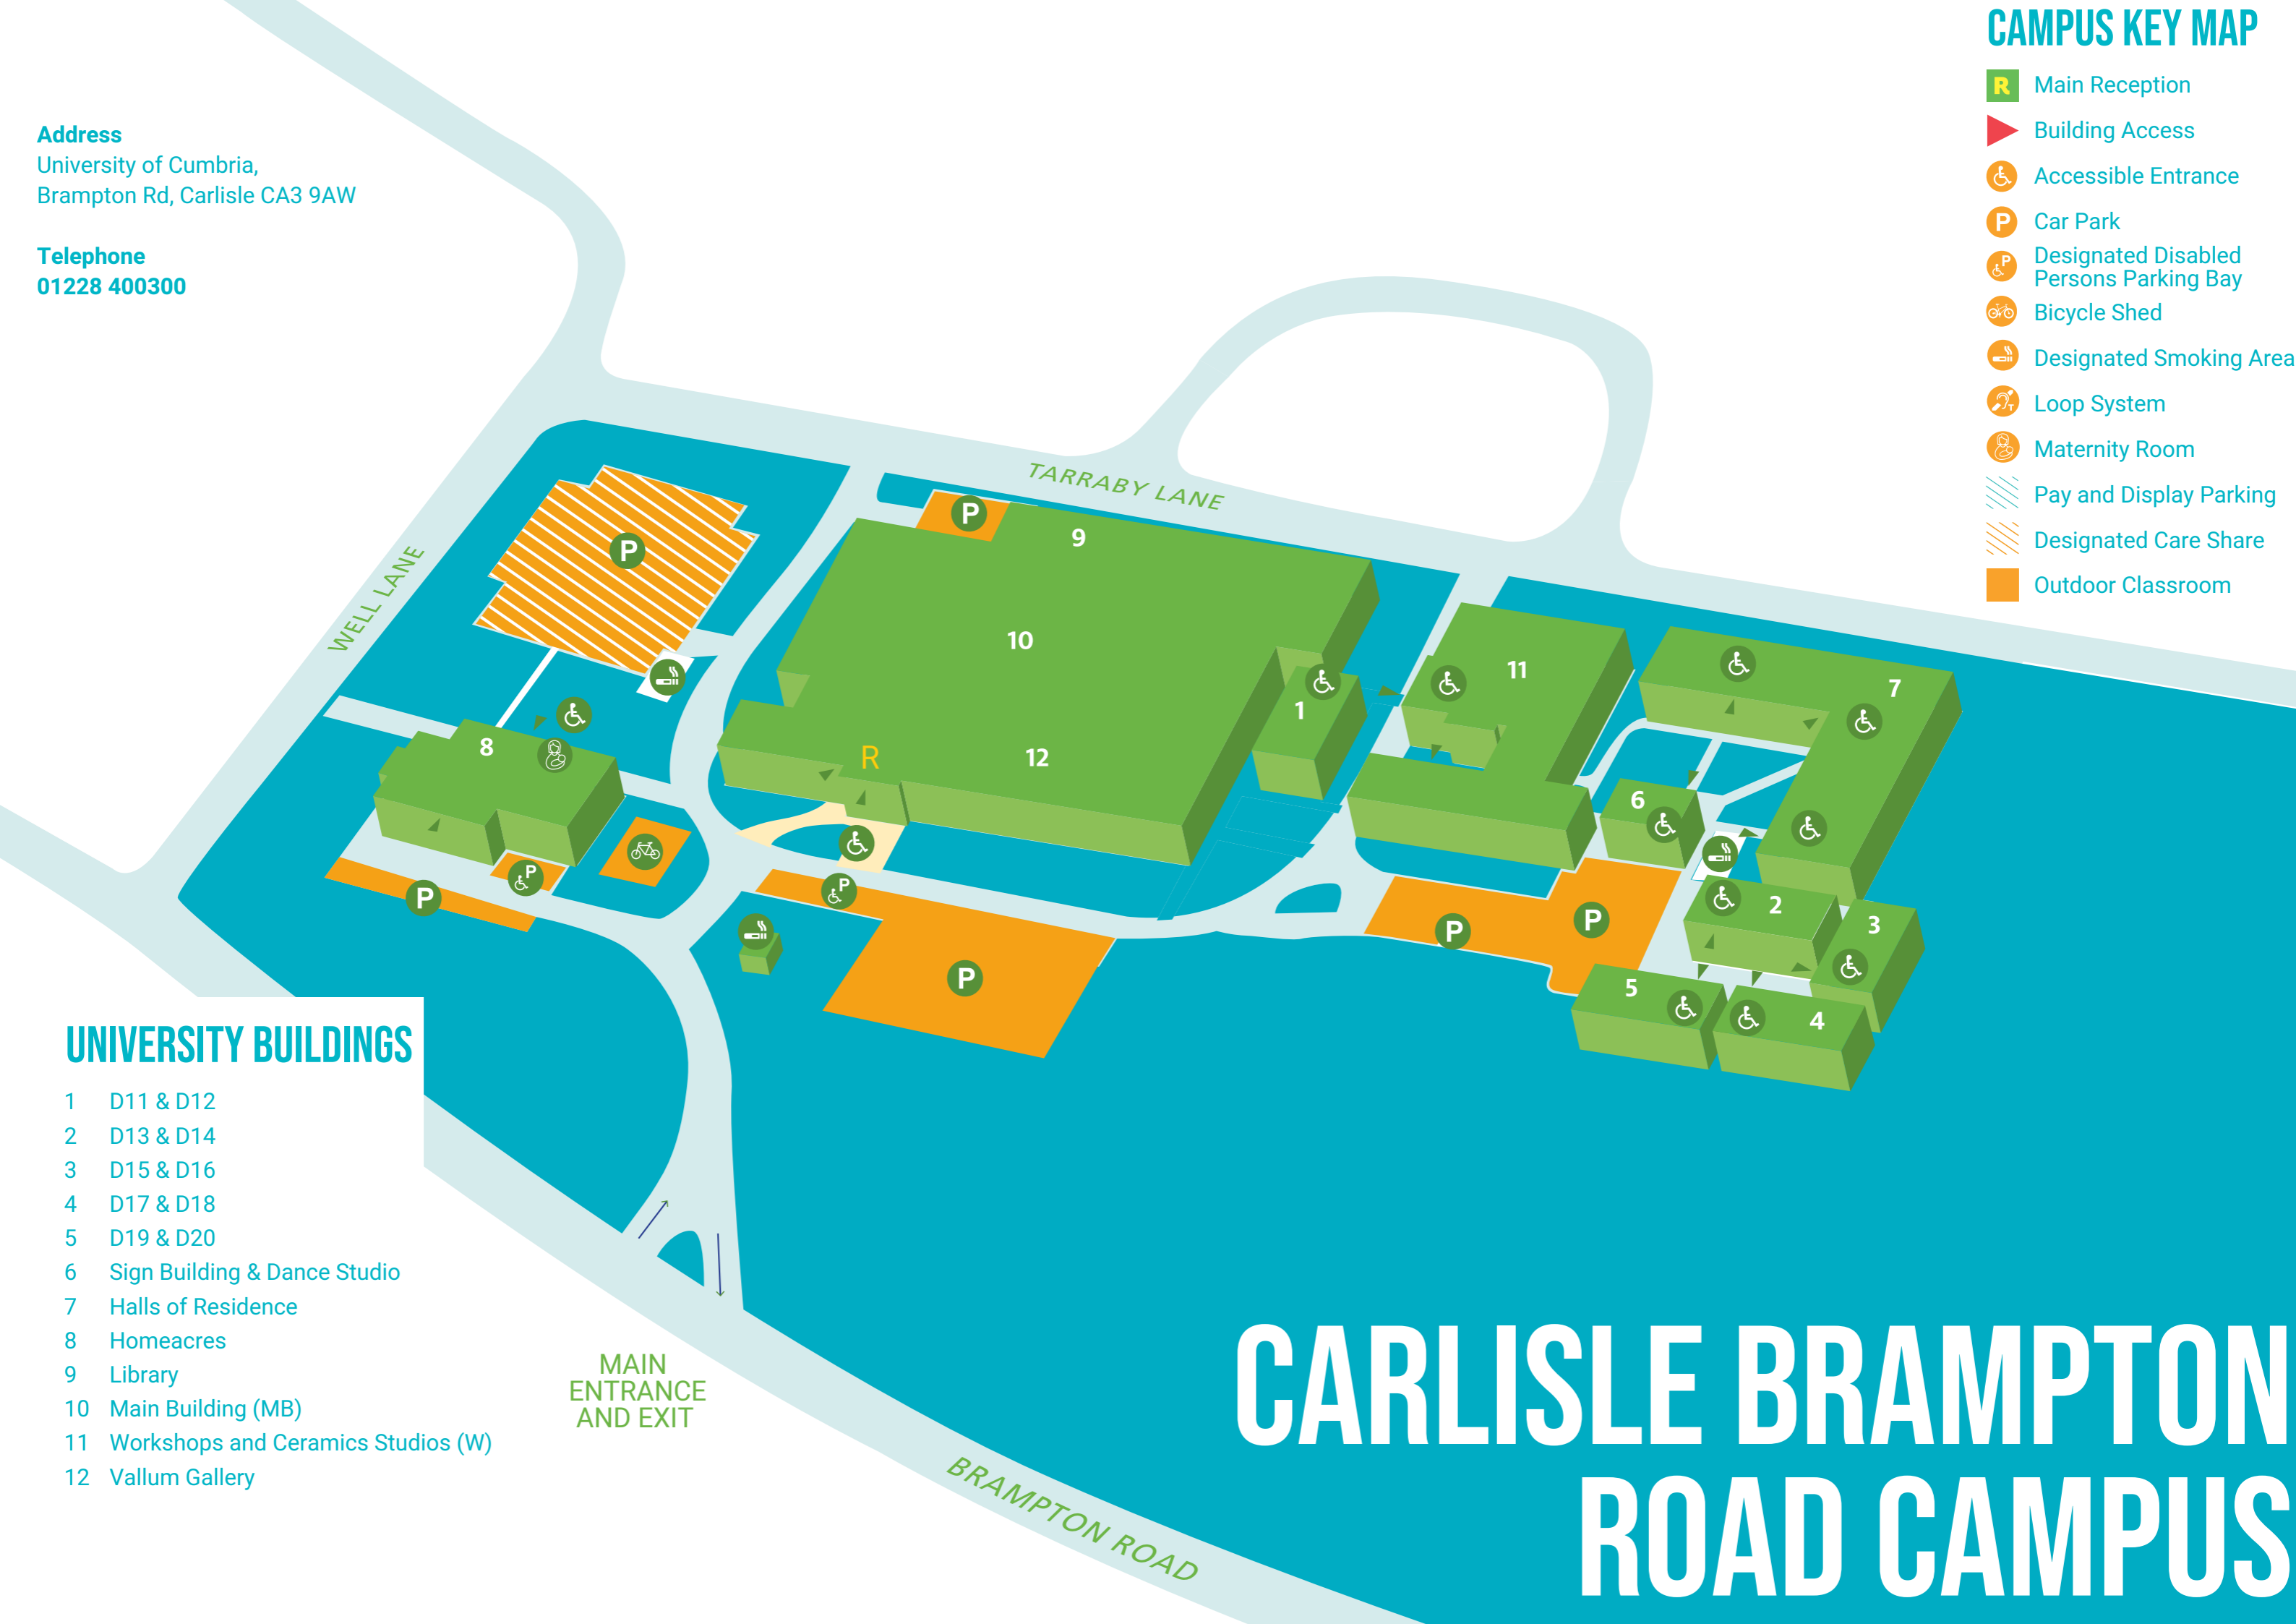 CAMPUS KEY MAP
R Main Reception
Building Access
Accessible Entrance
P Car Park
P Designated Disabled
Persons Parking Bay
Bicycle Shed
Designated Smoking Area
T Loop System
Maternity Room
Pay and Display Parking
Designated Care Share
Outdoor Classroom
Address
University of Cumbria,
Brampton Rd, Carlisle CA3 9AW
Telephone
01228 400300
TARRABY LANE
WELL LANE
P
P
9
10
11
7
1
8
R
12
6
P
P
P
P
P
P
2
3
P
5
4
UNIVERSITY BUILDINGS
1 D11 & D12
2 D13 & D14
3 D15 & D16
4 D17 & D18
5 D19 & D20
6 Sign Building & Dance Studio
7 Halls of Residence
8 Homeacres
9 Library
10 Main Building (MB)
11 Workshops and Ceramics Studios (W)
12 Vallum Gallery
MAIN
ENTRANCE
AND EXIT
BRAMPTON ROAD
CARLISLE BRAMPTON
ROAD CAMPUS